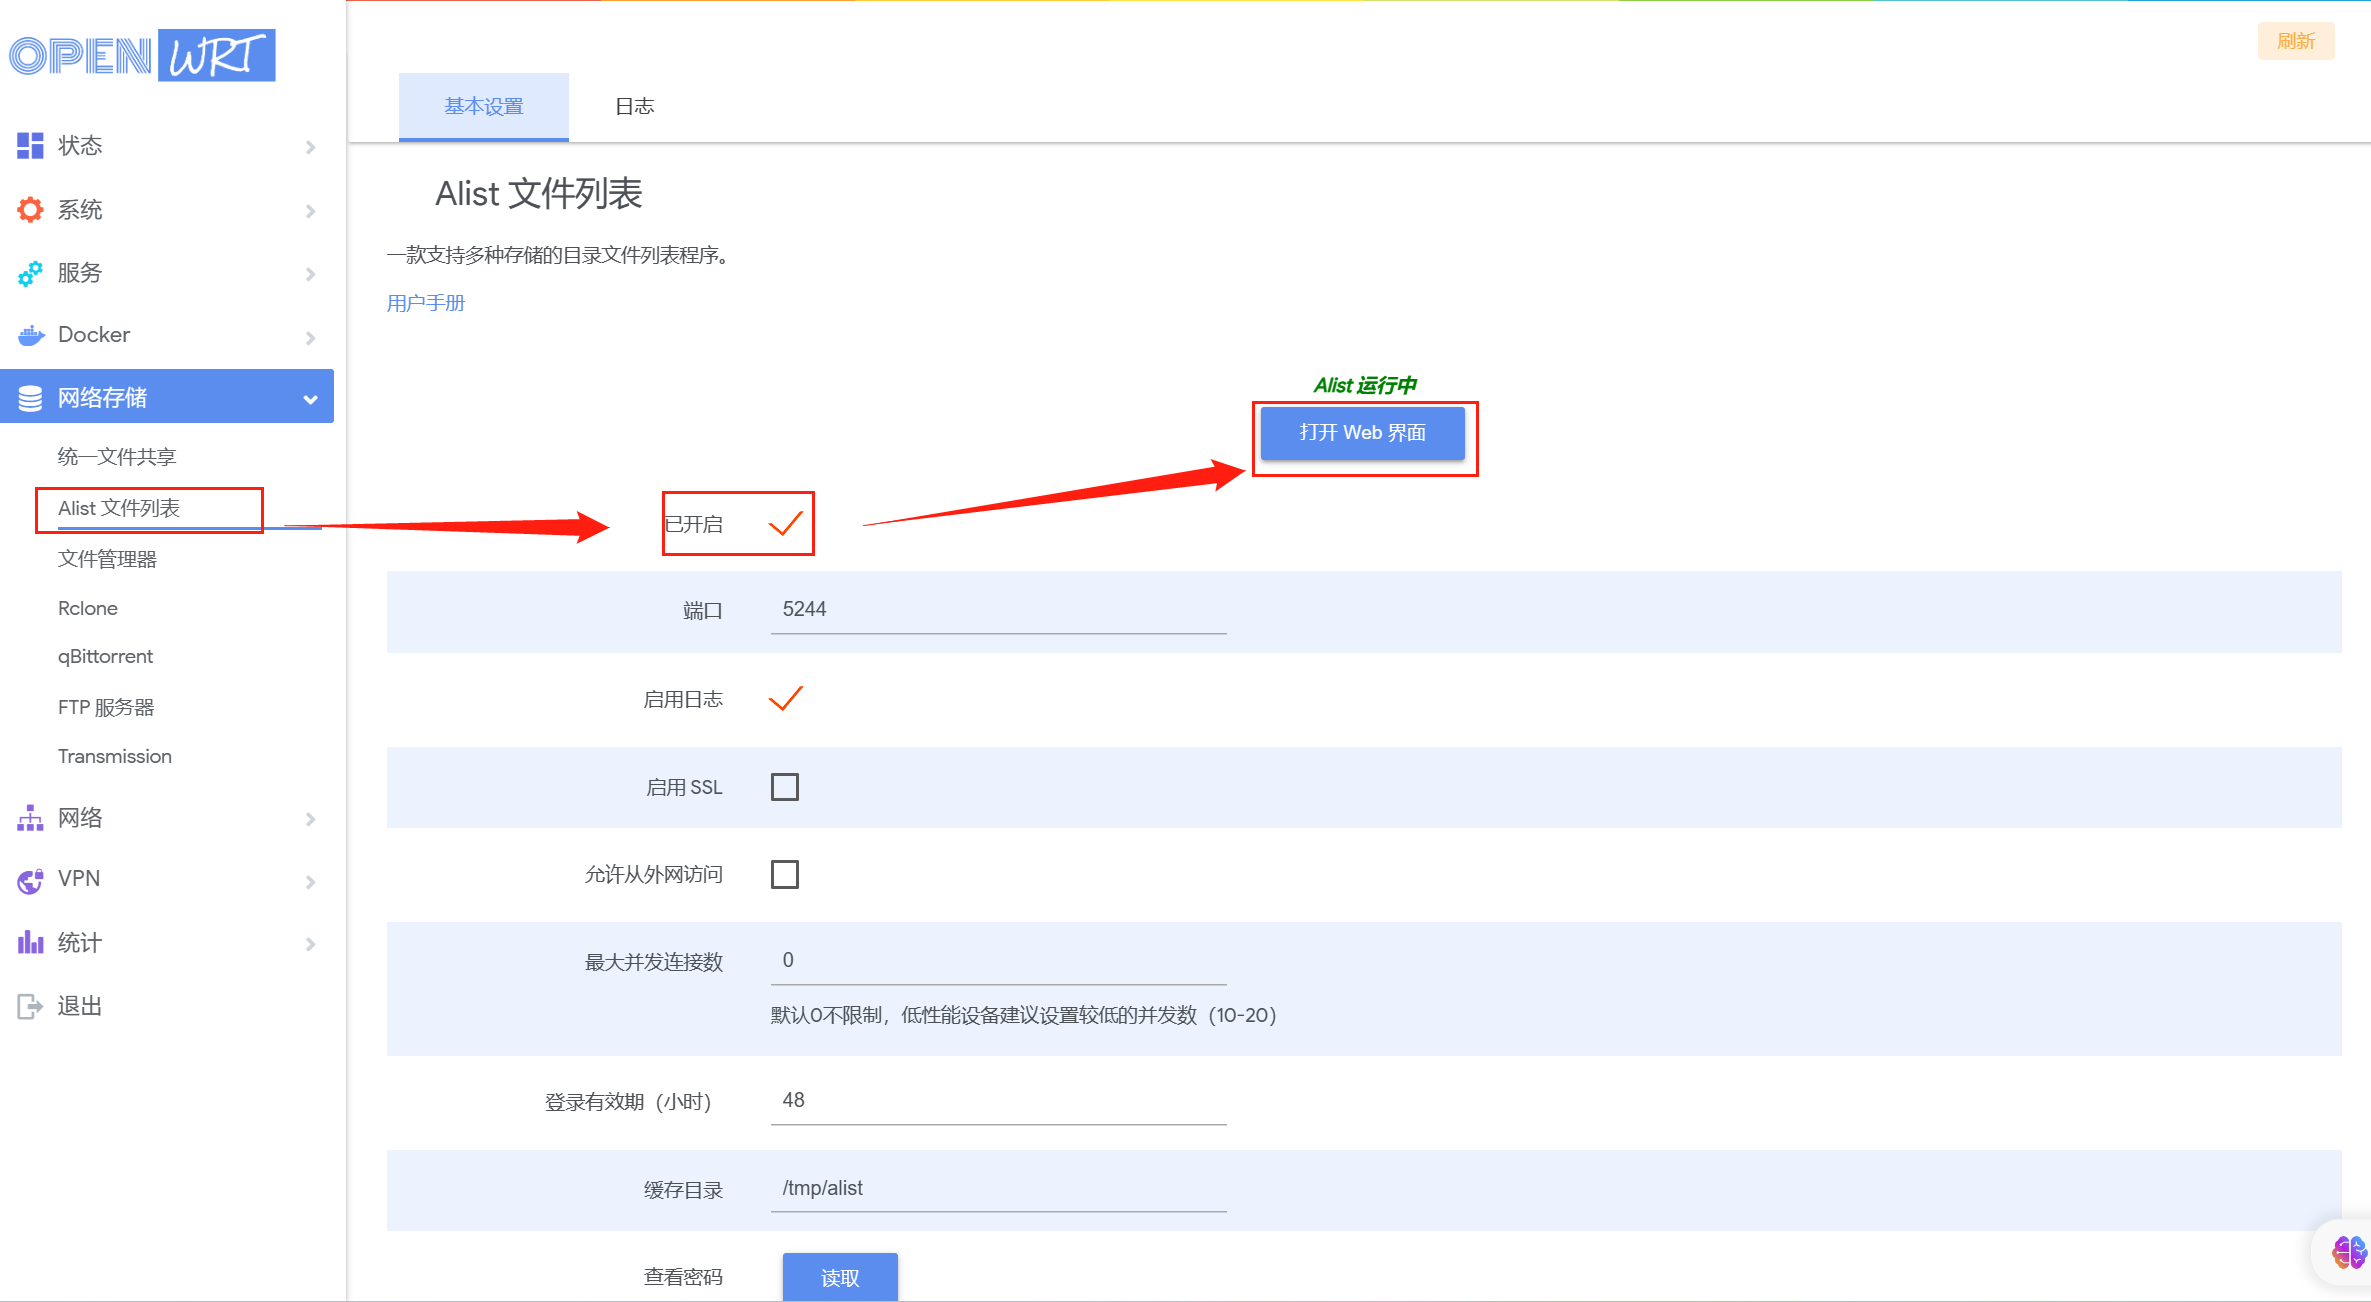 OPENWRT
刷新
基本设置
日志
状态
系统
服务
Docker
网络存储
统一文件共享
Alist 文件列表
文件管理器
Rclone
qBittorrent
FTP 服务器
Transmission
网络
VPN
统计
退出
Alist 文件列表
一款支持多种存储的目录文件列表程序。
用户手册
Alist 运行中
打开 Web 界面
已开启
端口 5244
启用日志
启用 SSL
允许从外网访问
最大并发连接数 0
默认0不限制，低性能设备建议设置较低的并发数（10-20）
登录有效期（小时） 48
缓存目录 /tmp/alist
查看密码 读取